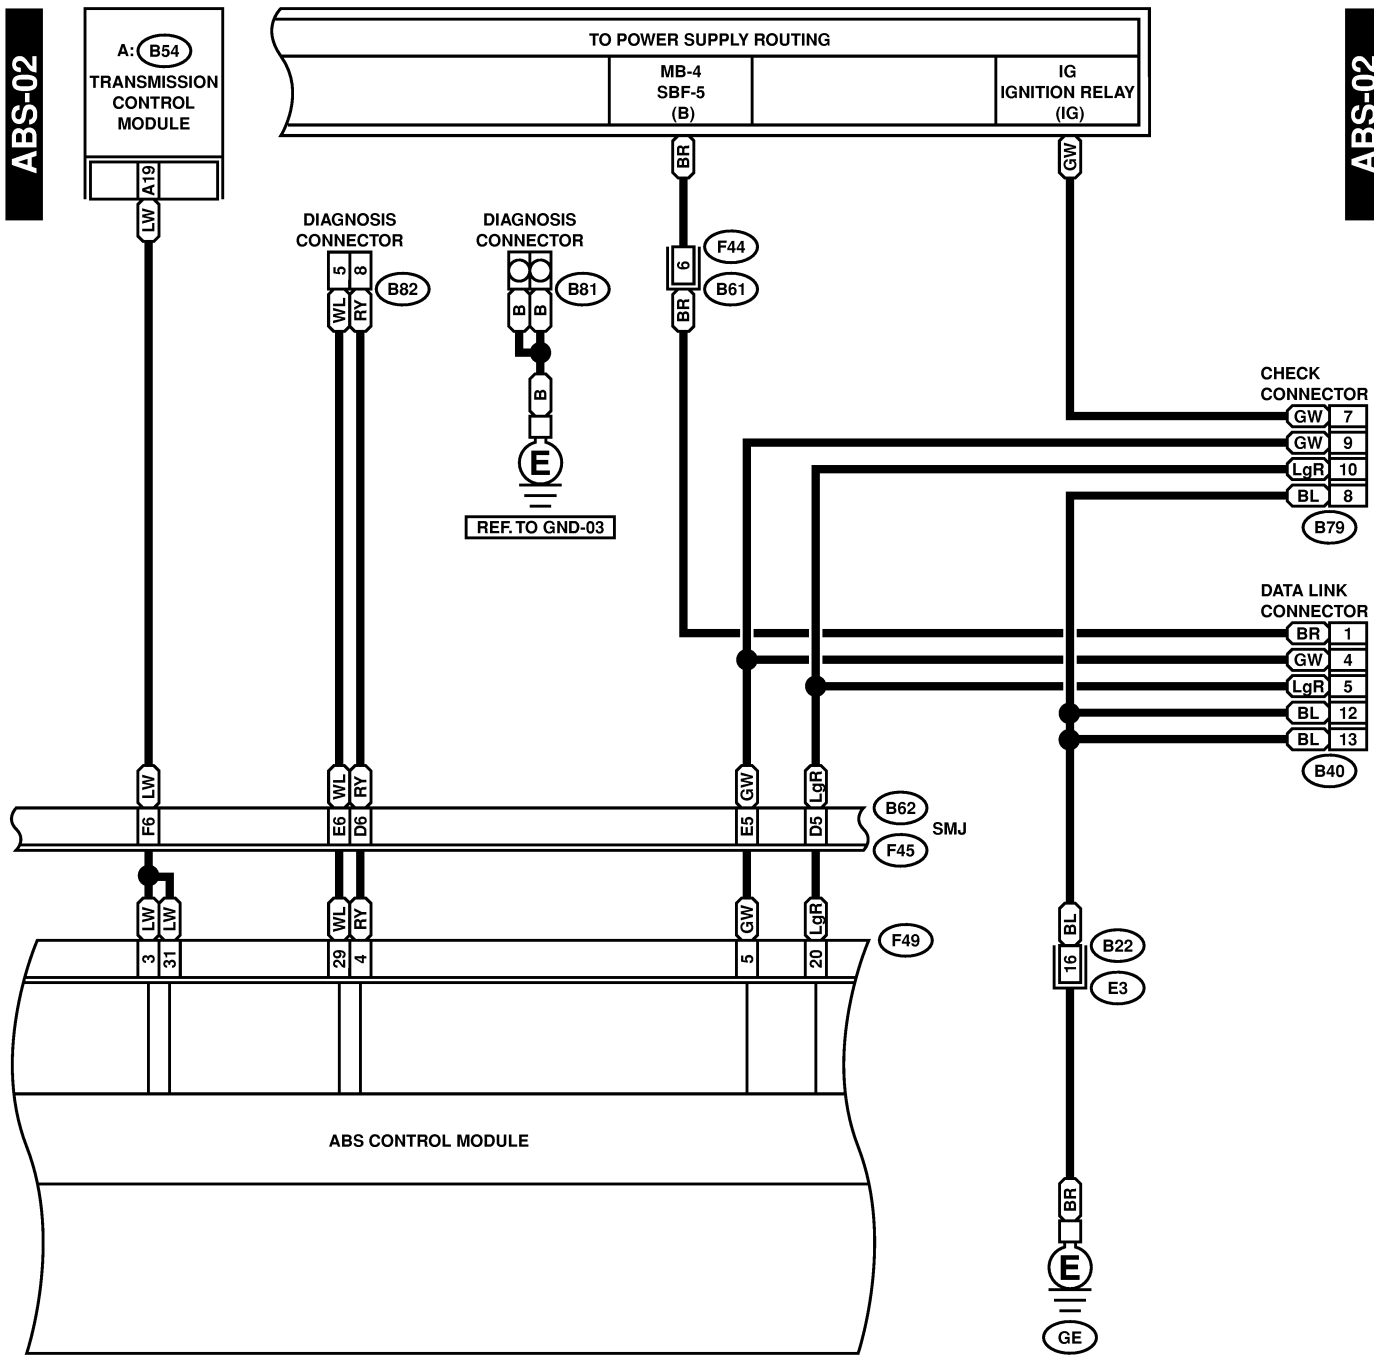 ABS-02
ABS-02
A: B54
TRANSMISSION
CONTROL
MODULE
A19
LW
TO POWER SUPPLY ROUTING
MB-4
SBF-5
(B)
IG
IGNITION RELAY
(IG)
BR
GW
DIAGNOSIS
CONNECTOR
5 8
B82
WL RY
DIAGNOSIS
CONNECTOR
B81
B B
B
E
REF. TO GND-03
F44
6
B61
BR
CHECK
CONNECTOR
GW 7
GW 9
LgR 10
BL 8
B79
DATA LINK
CONNECTOR
BR 1
GW 4
LgR 5
BL 12
BL 13
B40
LW WL RY GW LgR
F6 E6 D6 E5 D5
B62
SMJ
F45
LW LW WL RY GW LgR
3 31 29 4 5 20
F49
BL
B22
16
E3
ABS CONTROL MODULE
BR
E
GE